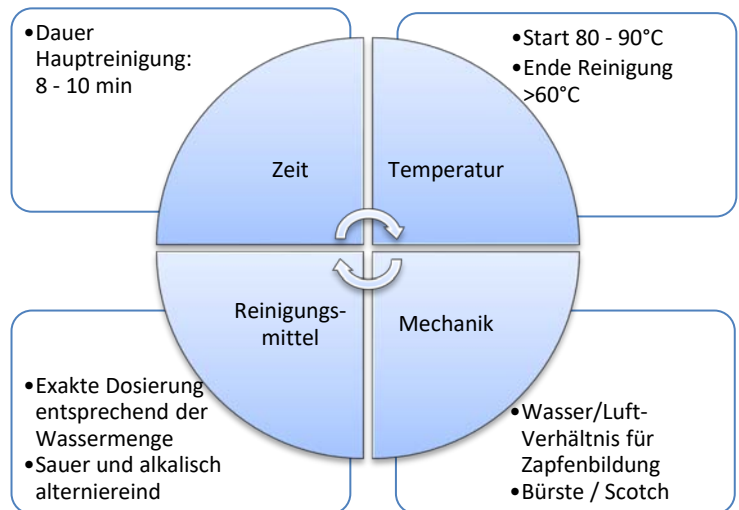 •Dauer
Hauptreinigung:
8 - 10 min
•Start 80 - 90°C
•Ende Reinigung
>60°C
Zeit
Temperatur
Reinigungs-
mittel
Mechanik
•Exakte Dosierung
entsprechend der
Wassermenge
•Sauer und alkalisch
alterniereind
•Wasser/Luft-
Verhältnis für
Zapfenbildung
•Bürste / Scotch